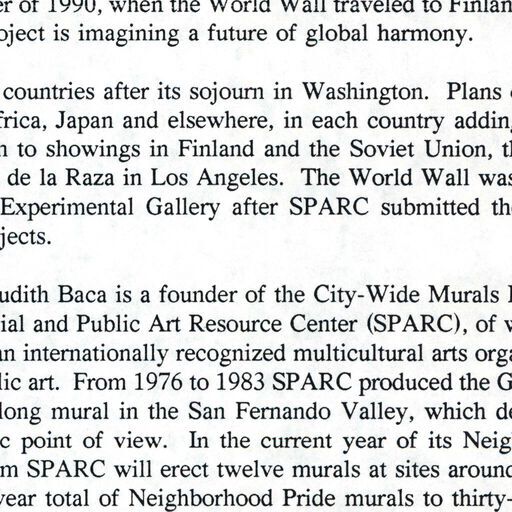 er of 1990, when the World Wall traveled to Finlan
oject is imagining a future of global harmony.
countries after its sojourn in Washington. Plans
frica, Japan and elsewhere, in each country adding
n to showings in Finland and the Soviet Union, th
de la Raza in Los Angeles. The World Wall was
Experimental Gallery after SPARC submitted the
jects.
udith Baca is a founder of the City-Wide Murals
ial and Public Art Resource Center (SPARC), of w
an internationally recognized multicultural arts orga
lic art. From 1976 to 1983 SPARC produced the G
long mural in the San Fernando Valley, which de
c point of view. In the current year of its Neig
m SPARC will erect twelve murals at sites around
year total of Neighborhood Pride murals to thirty-